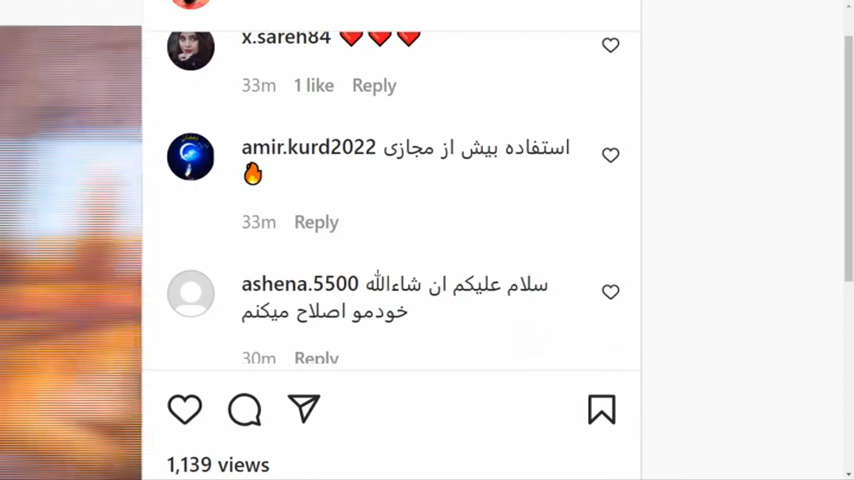 x.sareh84 ❤️❤️❤️
33m 1 like Reply
amir.kurd2022 استفاده بیش از مجازی
🔥
33m Reply
ashena.5500 سلام علیکم ان شاءالله
خودمو اصلاح میکنم
30m Reply
1,139 views